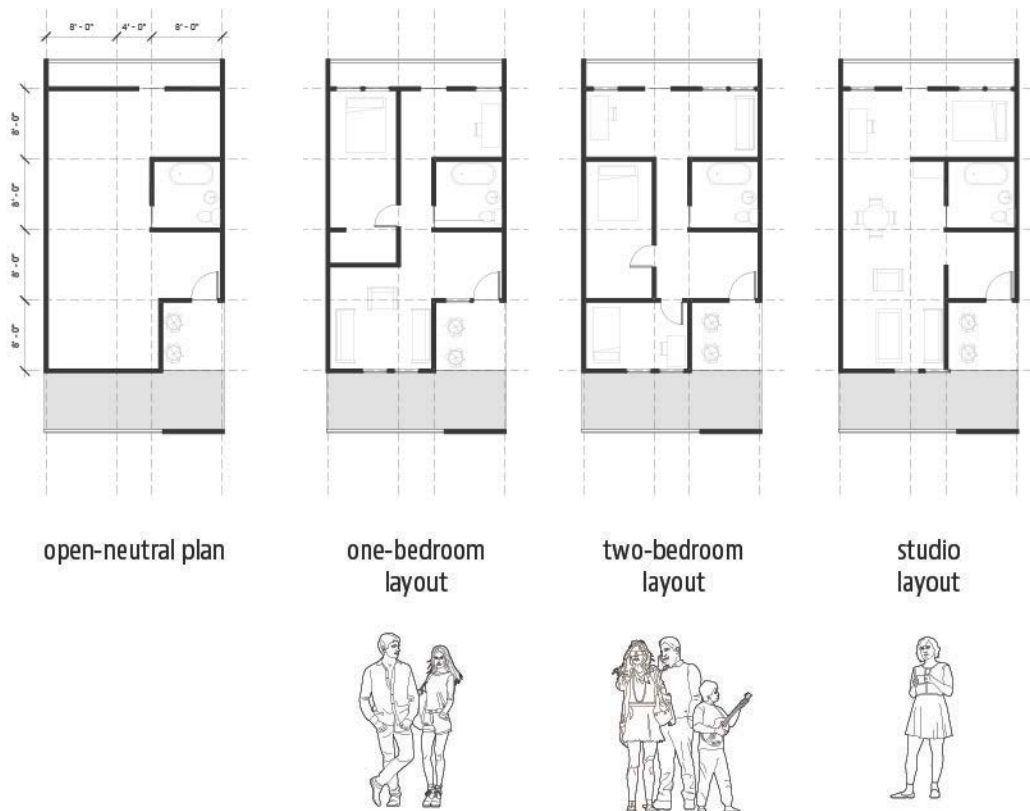 8' - 0" 4' - 0" 8' - 0"
8' - 0"
8' - 0"
8' - 0"
8' - 0"
open-neutral plan
one-bedroom
layout
two-bedroom
layout
studio
layout